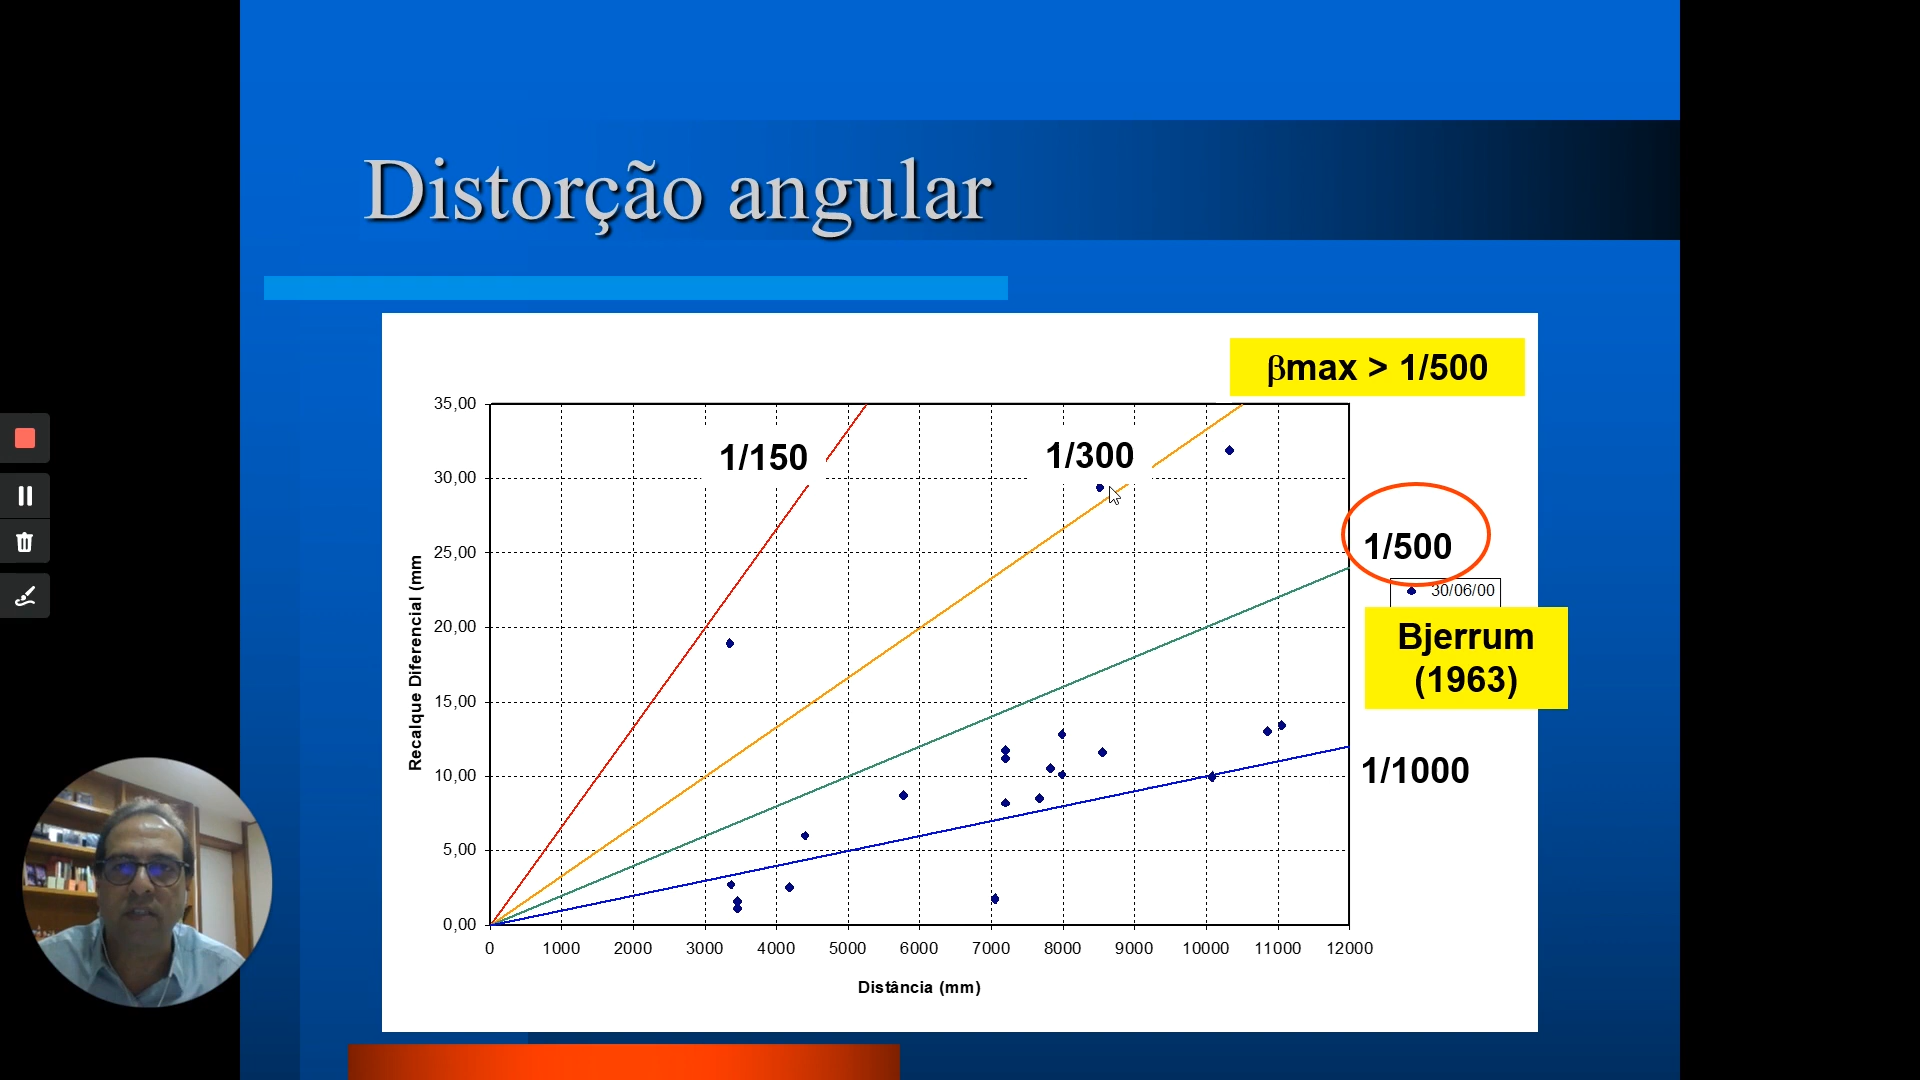 Distorção angular
βmax > 1/500
35,00
30,00
25,00
20,00
15,00
10,00
5,00
0,00
Recalque Diferencial (mm
1/150
1/300
1/500
30/06/00
Bjerrum
(1963)
1/1000
0 1000 2000 3000 4000 5000 6000 7000 8000 9000 10000 11000 12000
Distância (mm)